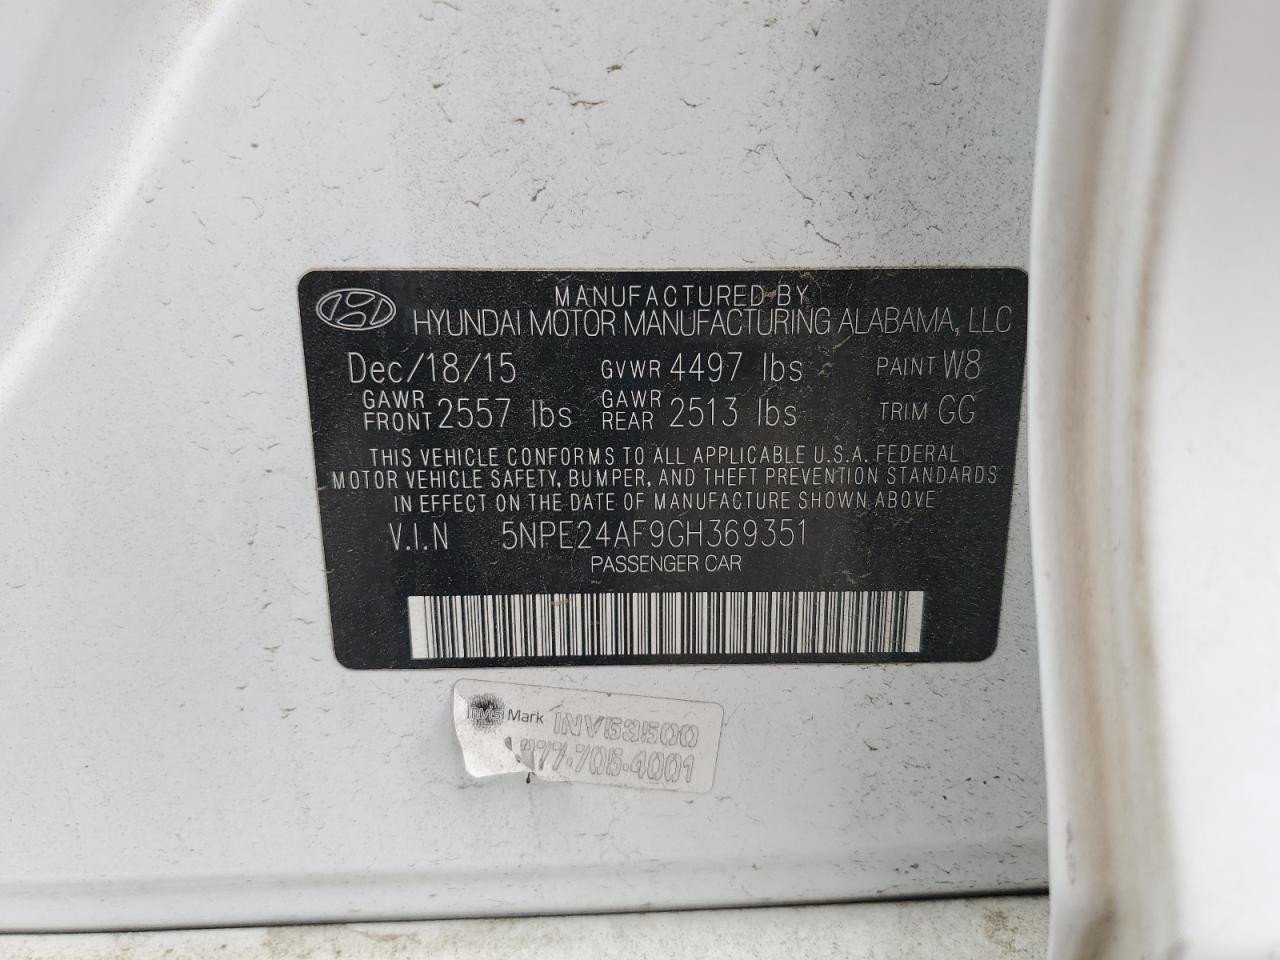 MANUFACTURED BY
HYUNDAI MOTOR MANUFACTURING ALABAMA, LLC
Dec/18/15 GVWR 4497 lbs PAINT W8
GAWR FRONT 2557 lbs GAWR REAR 2513 lbs TRIM GG
THIS VEHICLE CONFORMS TO ALL APPLICABLE U.S.A. FEDERAL
MOTOR VEHICLE SAFETY, BUMPER, AND THEFT PREVENTION STANDARDS
IN EFFECT ON THE DATE OF MANUFACTURE SHOWN ABOVE
V.I.N 5NPE24AF9GH369351
PASSENGER CAR
Mark INV53500
877.705.4001